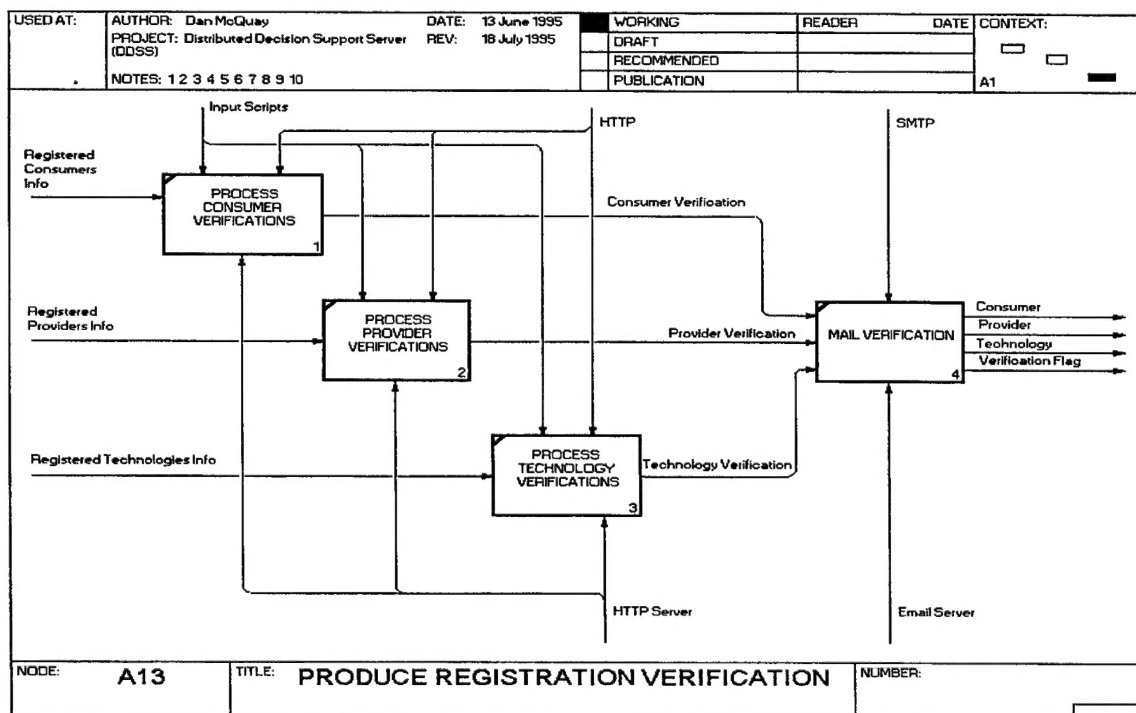 USED AT:
AUTHOR: Dan McQuay
DATE: 13 June 1995
PROJECT: Distributed Decision Support Server
(DDSS)
REV: 18 July 1995
NOTES: 1 2 3 4 5 6 7 8 9 10
WORKING
DRAFT
RECOMMENDED
PUBLICATION
READER DATE
CONTEXT:
A1
Input Scripts
HTTP
SMTP
Registered
Consumers
Info
PROCESS
CONSUMER
VERIFICATIONS
1
Consumer Verification
Registered
Providers Info
PROCESS
PROVIDER
VERIFICATIONS
2
Provider Verification
MAIL VERIFICATION
4
Consumer
Provider
Technology
Verification Flag
Registered Technologies Info
PROCESS
TECHNOLOGY
VERIFICATIONS
3
Technology Verification
HTTP Server
Email Server
NODE: A13
TITLE: PRODUCE REGISTRATION VERIFICATION
NUMBER: